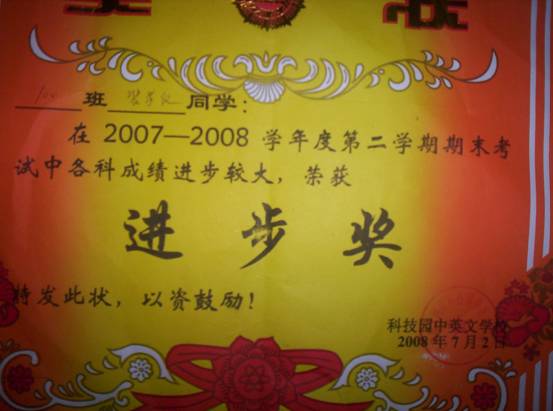 奖状
班 同学：
在 2007—2008 学年度第二学期期末考
试中各科成绩进步较大，荣获
进步奖
特发此状，以资鼓励！
科技园中英文学校
2008 年 7 月 2 日